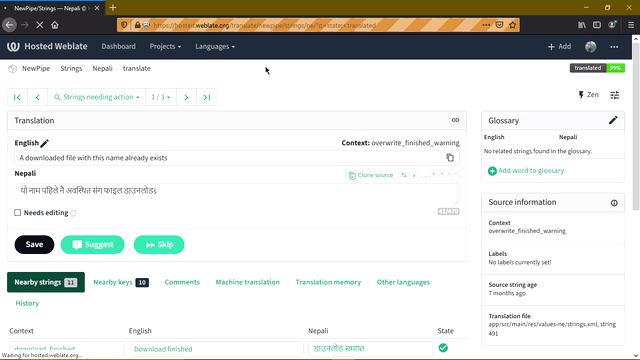 NewPipe/Strings — Nepali @ H
https://hosted.weblate.org/translate/newpipe/strings/ne/?q=state:<translated
Hosted Weblate
Dashboard
Projects
Languages
Add
NewPipe
Strings
Nepali
translate
translated 99%
Strings needing action
1 / 3
Zen
Translation
English
Context: overwrite_finished_warning
A downloaded file with this name already exists
Nepali
Clone source
यो नाम पहिले नै अवस्थित संग फाइल डाउनलोड
Needs editing
Save
Suggest
Skip
Nearby strings 11
Nearby keys 10
Comments
Machine translation
Translation memory
Other languages
History
Context
English
Nepali
State
download_finished
Download finished
डाउनलोड समाप्त
Glossary
English
Nepali
No related strings found in the glossary.
Add word to glossary
Source information
Context
overwrite_finished_warning
Labels
No labels currently set!
Source string age
7 months ago
Translation file
app/src/main/res/values-ne/strings.xml, string
491
Waiting for hosted.weblate.org...